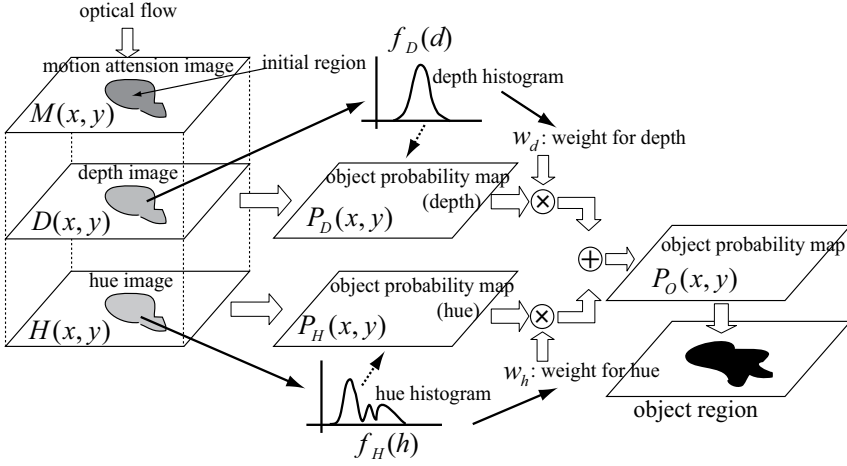 optical flow
motion attension image
initial region
M(x, y)
f_D(d)
depth histogram
w_d: weight for depth
depth image
D(x, y)
object probability map
(depth)
P_D(x, y)
object probability map
P_O(x, y)
hue image
H(x, y)
object probability map
(hue)
P_H(x, y)
w_h: weight for hue
hue histogram
f_H(h)
object region